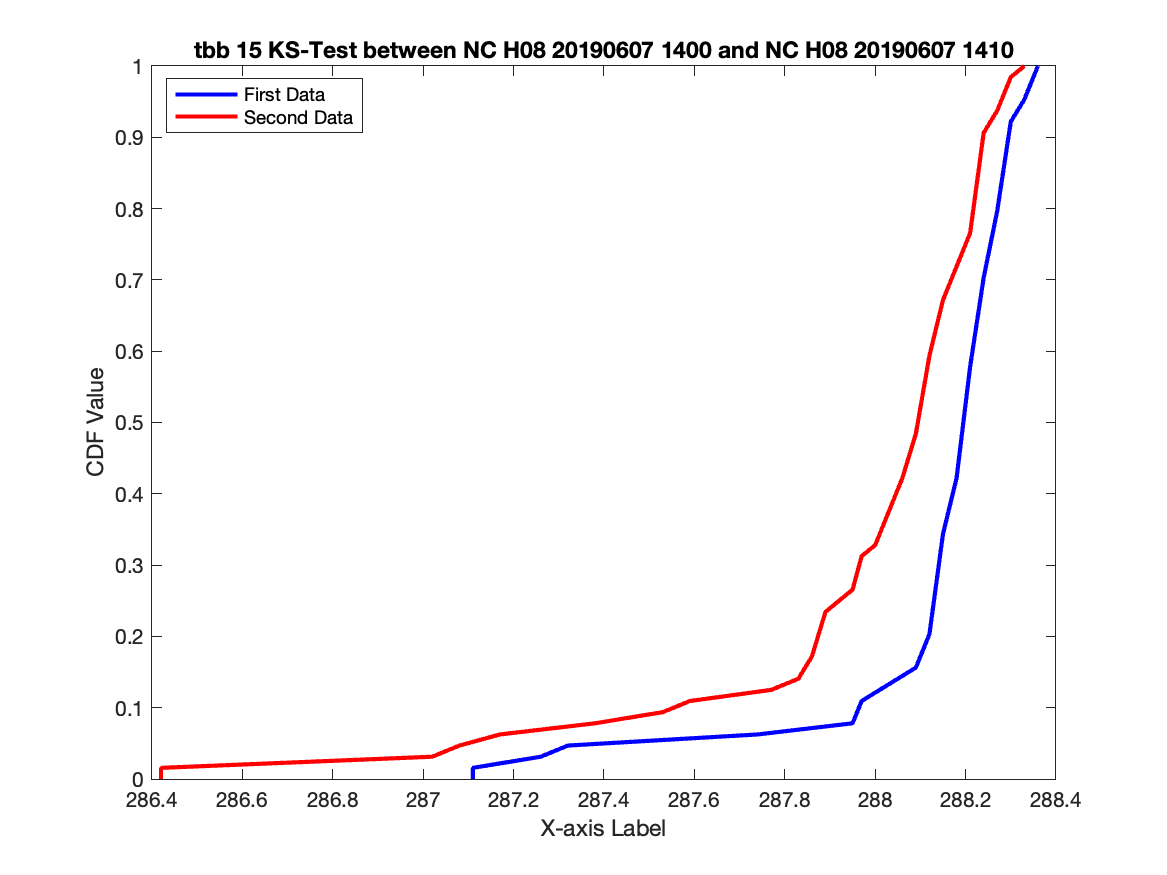 tbb 15 KS-Test between NC H08 20190607 1400 and NC H08 20190607 1410
First Data
Second Data
1
0.9
0.8
0.7
0.6
0.5
0.4
0.3
0.2
0.1
0
CDF Value
286.4 286.6 286.8 287 287.2 287.4 287.6 287.8 288 288.2 288.4
X-axis Label